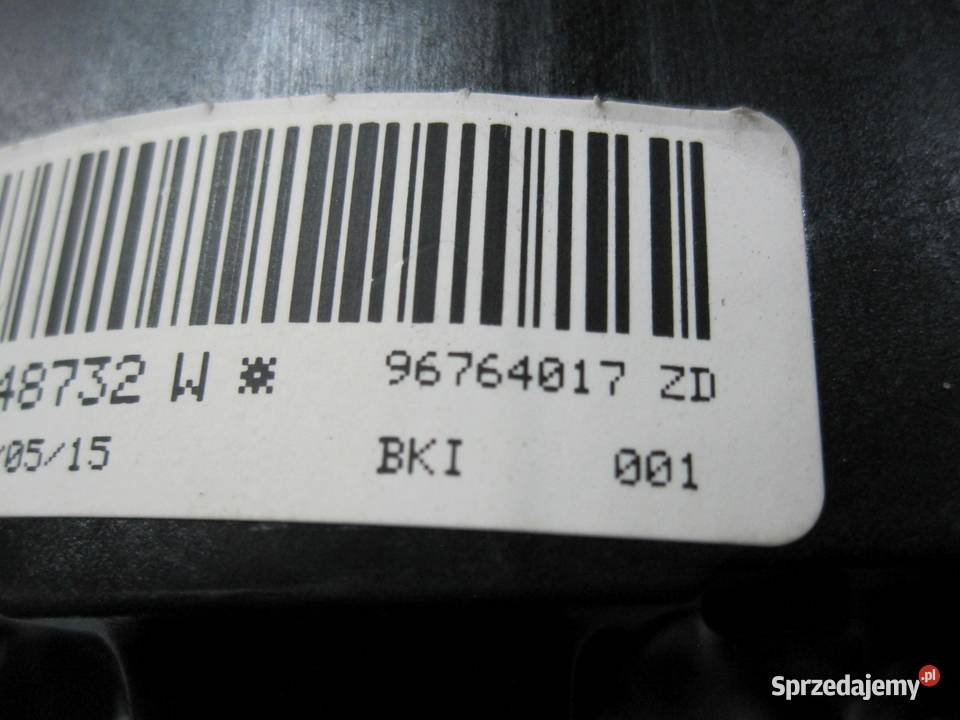 48732 W * 96764017 ZD
/05/15 BKI 001
Sprzedajemy.pl